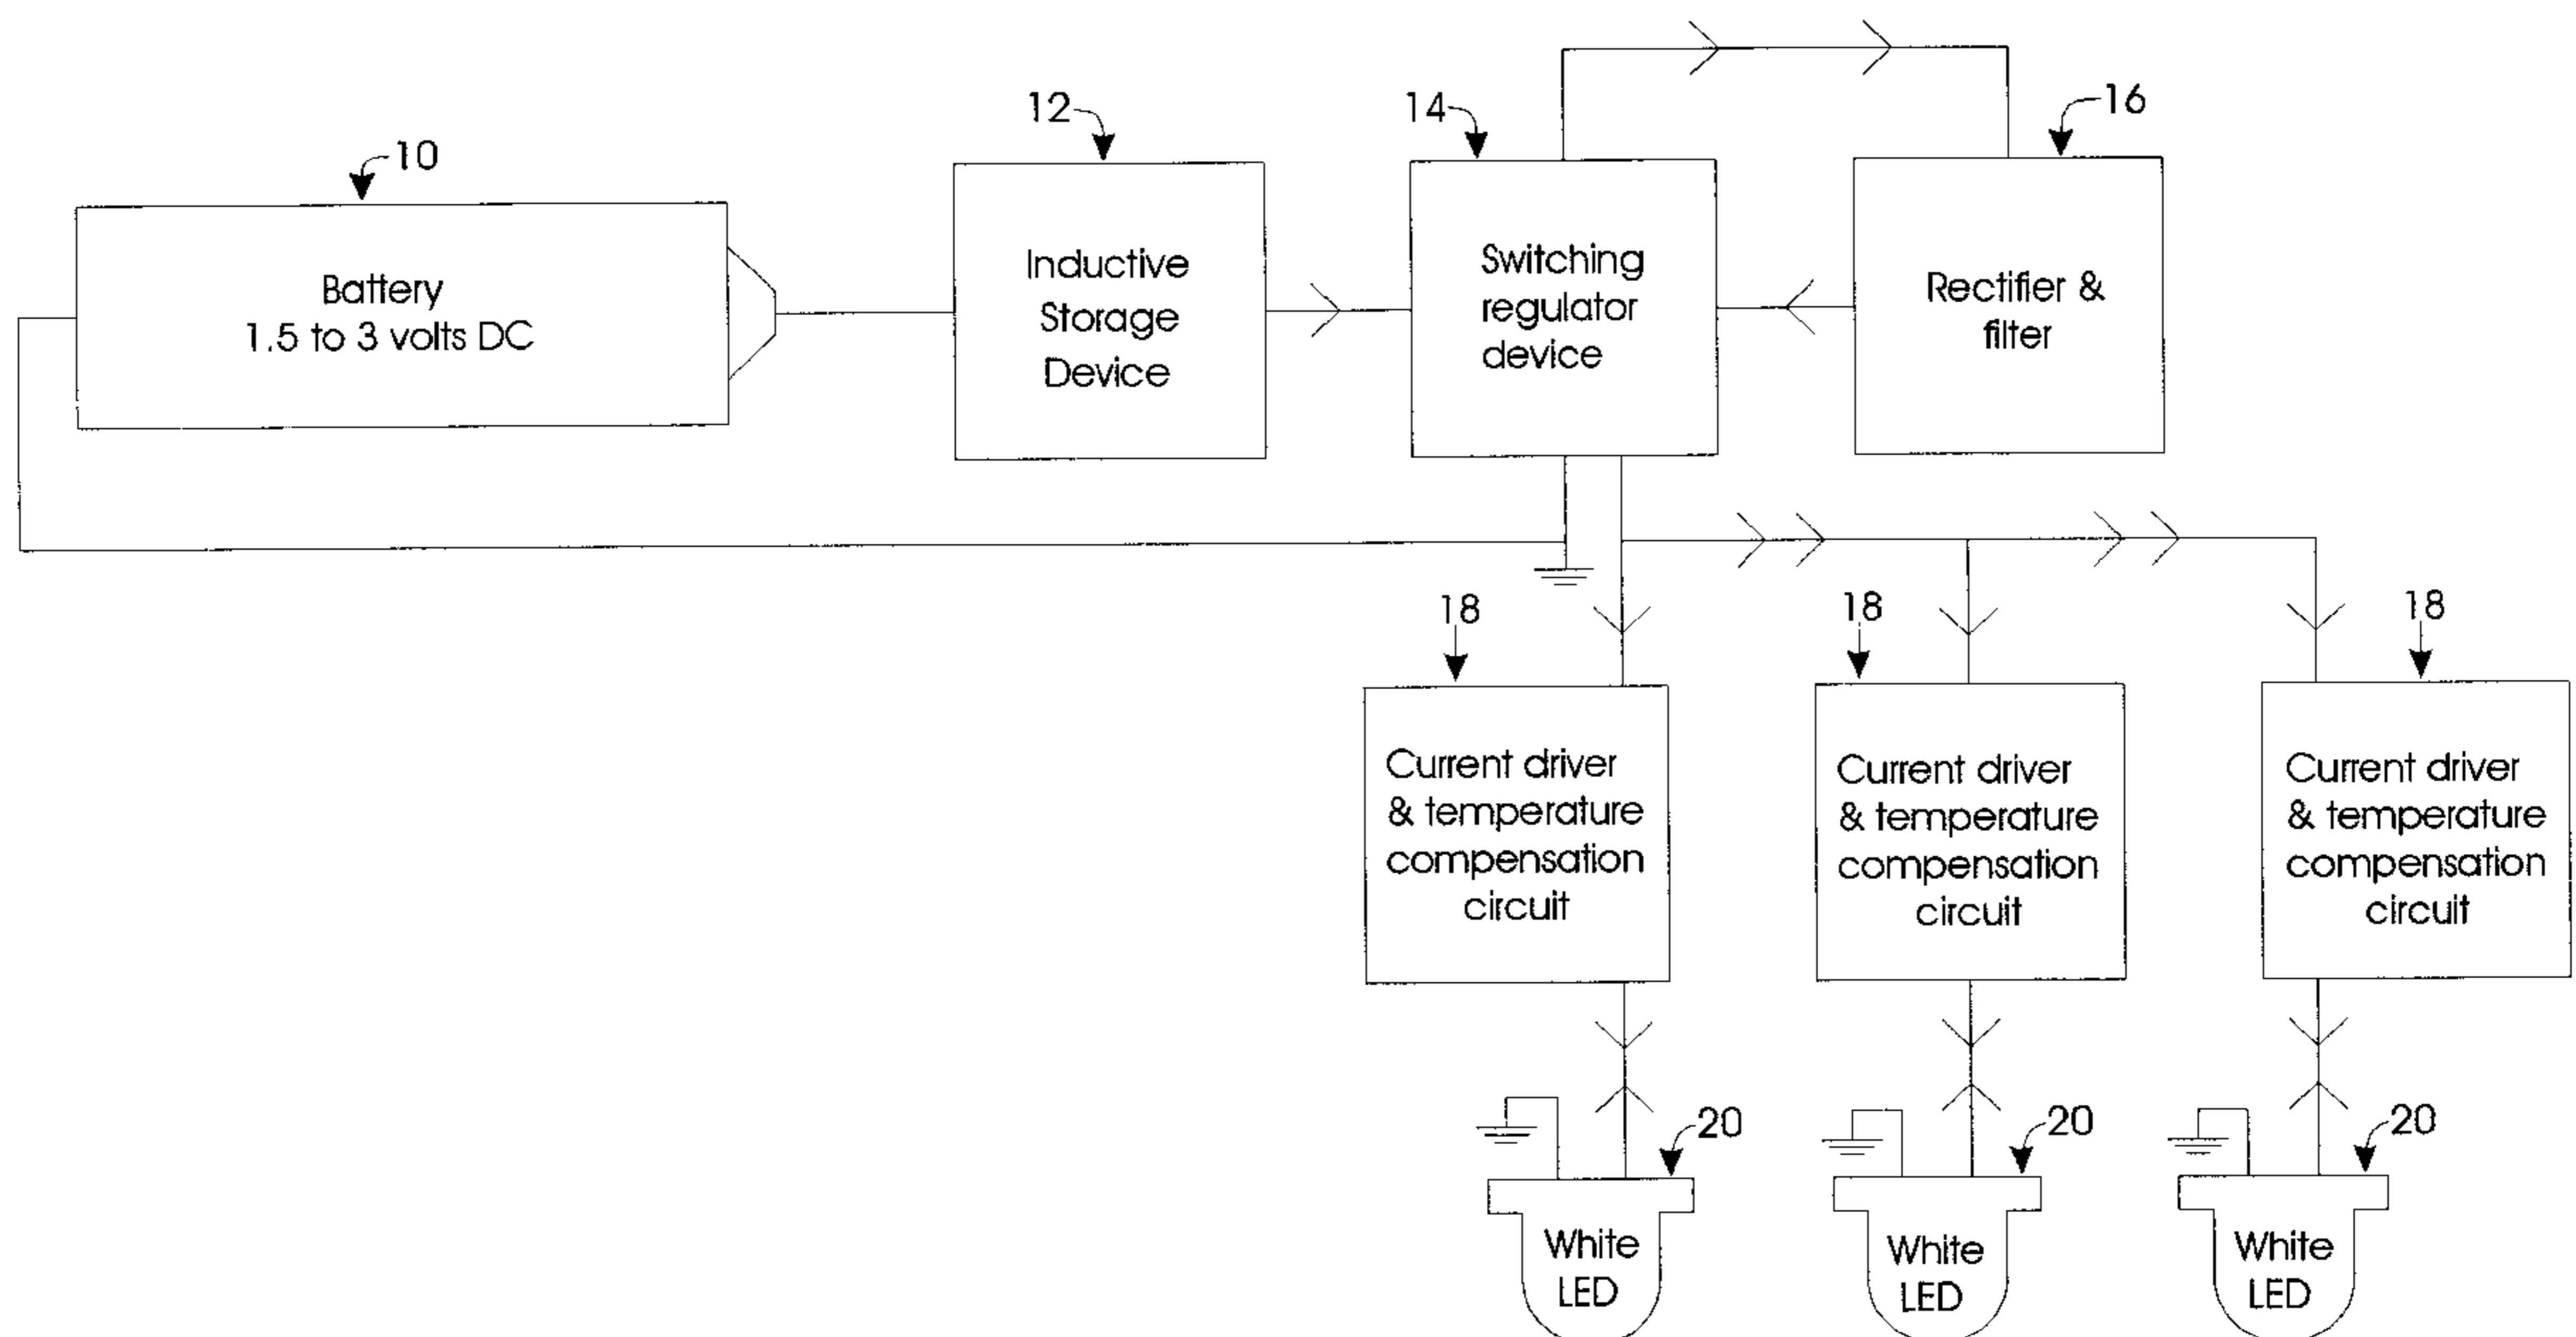 10
Battery
1.5 to 3 volts DC
12
Inductive
Storage
Device
14
Switching
regulator
device
16
Rectifier &
filter
18
Current driver
& temperature
compensation
circuit
18
Current driver
& temperature
compensation
circuit
18
Current driver
& temperature
compensation
circuit
20
White
LED
20
White
LED
20
White
LED